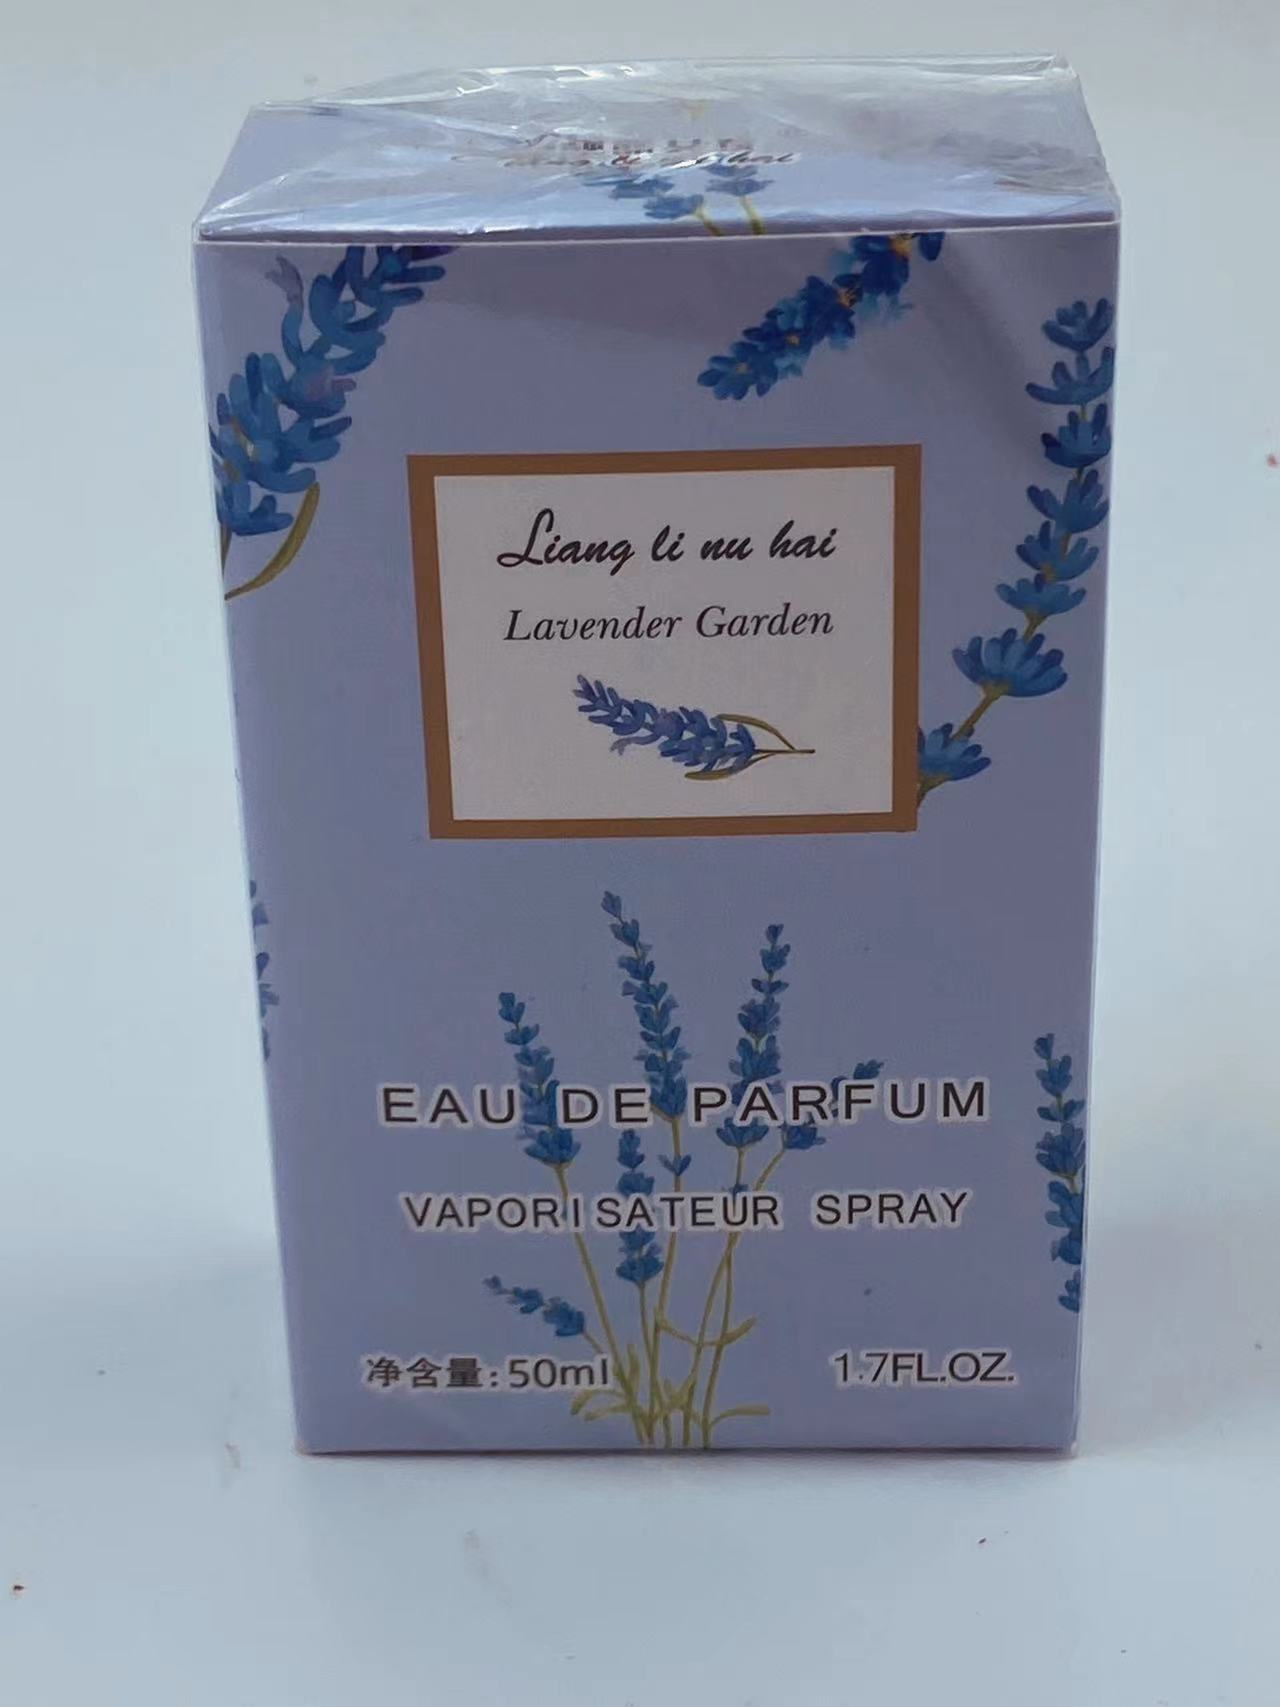 Liang li nu hai
Lavender Garden
EAU DE PARFUM
VAPORISATEUR SPRAY
净含量:50ml
1.7FL.OZ.